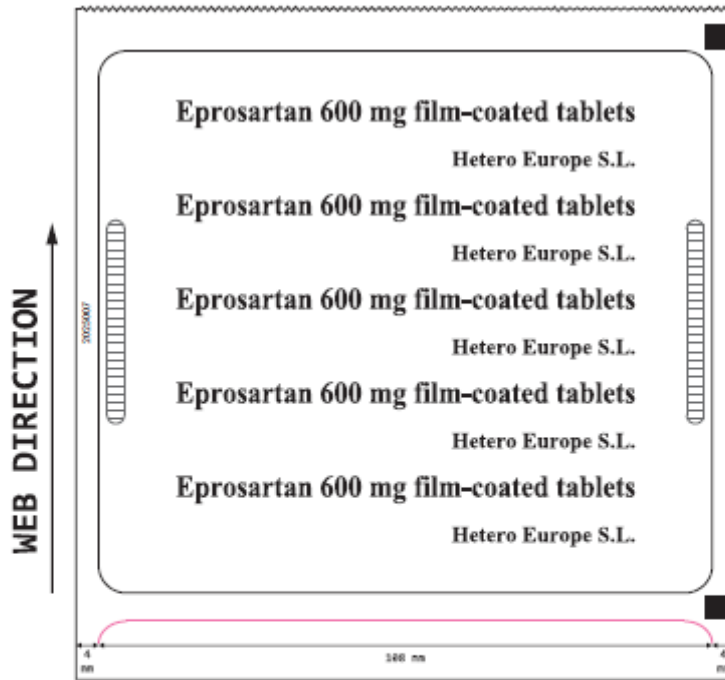 Eprosartan 600 mg film-coated tablets
Hetero Europe S.L.
Eprosartan 600 mg film-coated tablets
Hetero Europe S.L.
Eprosartan 600 mg film-coated tablets
Hetero Europe S.L.
Eprosartan 600 mg film-coated tablets
Hetero Europe S.L.
Eprosartan 600 mg film-coated tablets
Hetero Europe S.L.
WEB DIRECTION
4
mm
108 mm
4